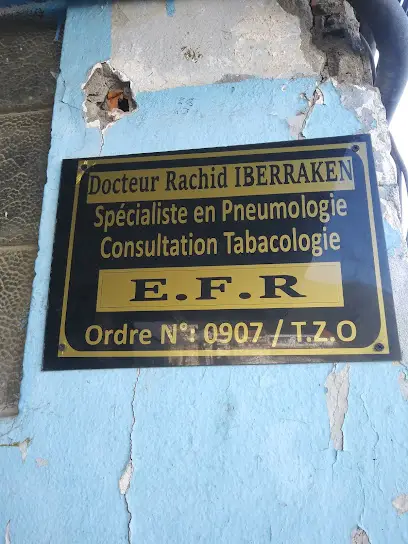 Docteur Rachid IBERRAKEN
Spécialiste en Pneumologie
Consultation Tabacologie
E.F.R
Ordre N°: 0907 / T.Z.O